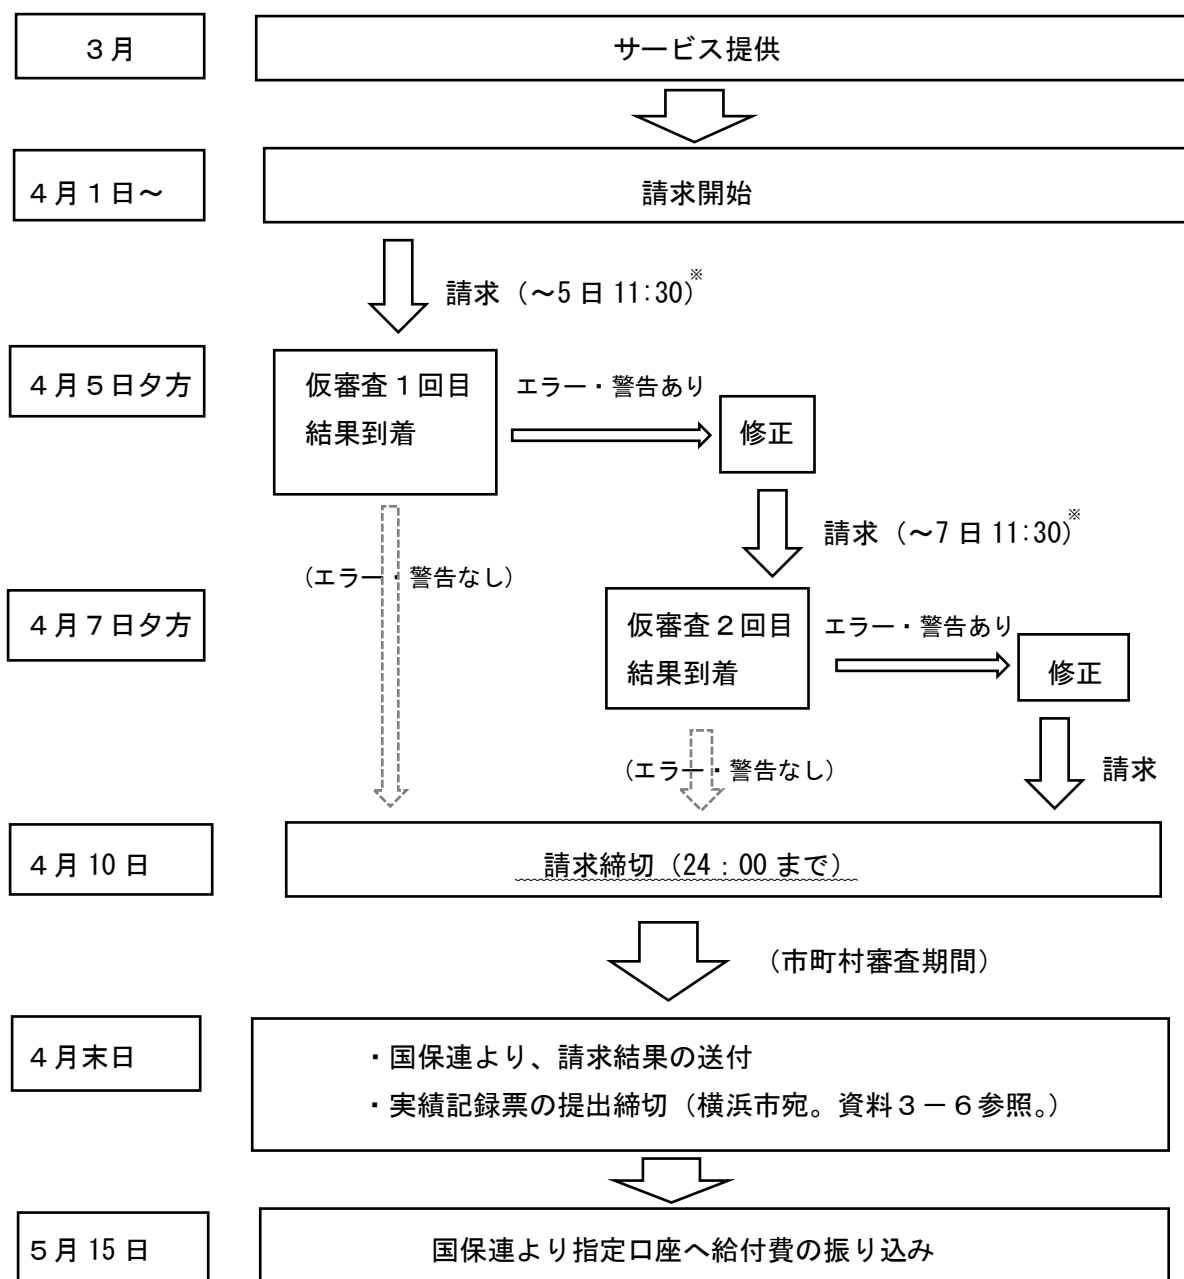 ３月
サービス提供
４月１日～
請求開始
請求（～5日 11:30）※
４月５日夕方
仮審査１回目
結果到着
エラー・警告あり
修正
請求（～7日 11:30）※
（エラー・警告なし）
４月７日夕方
仮審査２回目
結果到着
エラー・警告あり
修正
（エラー・警告なし）
請求
４月 10 日
請求締切（24：00 まで）
（市町村審査期間）
４月末日
・国保連より、請求結果の送付
・実績記録票の提出締切（横浜市宛。資料３－６参照。）
５月 15 日
国保連より指定口座へ給付費の振り込み